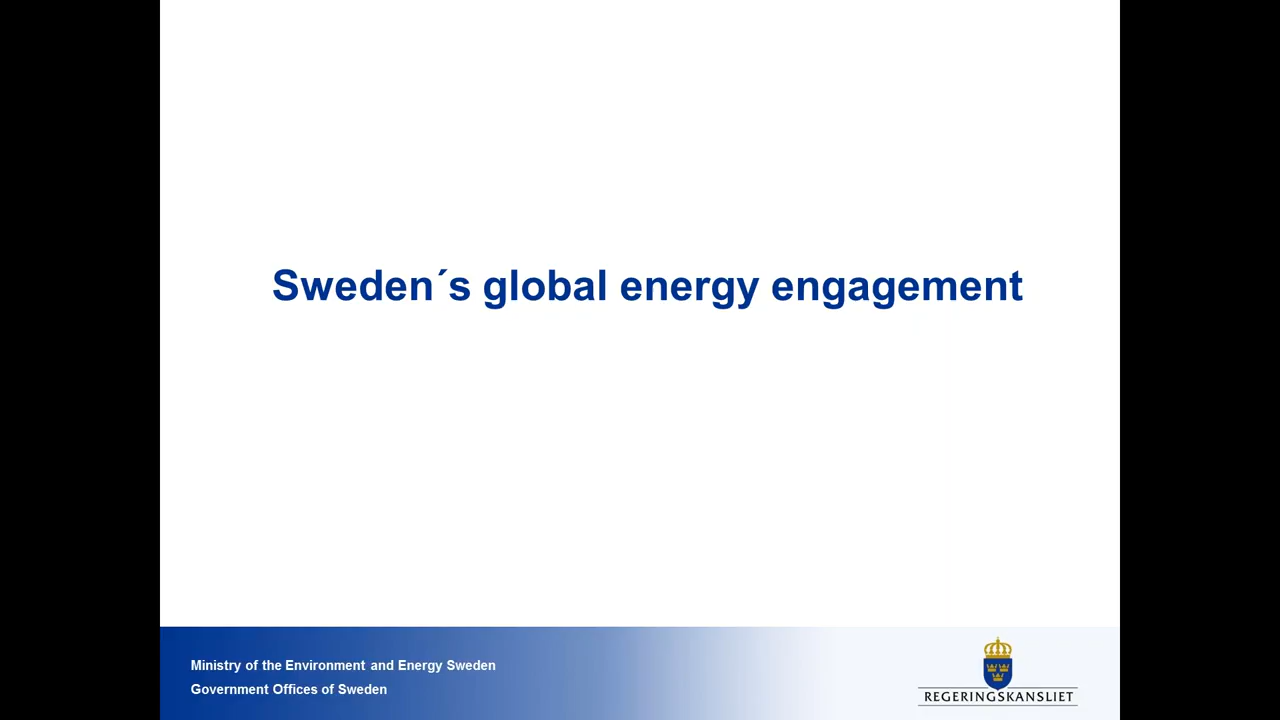 Sweden´s global energy engagement
Ministry of the Environment and Energy Sweden
Government Offices of Sweden
REGERINGSKANSLIET